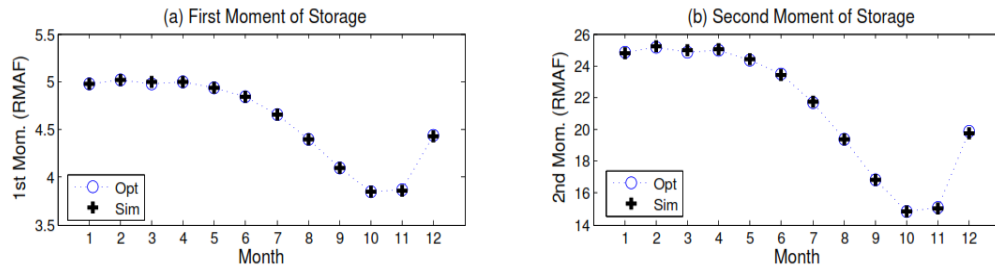 (a) First Moment of Storage
5.5
5
4.5
4
3.5
1st Mom. (RMAF)
Opt
Sim
1 2 3 4 5 6 7 8 9 10 11 12
Month
(b) Second Moment of Storage
26
24
22
20
18
16
14
2nd Mom. (RMAF)
Opt
Sim
1 2 3 4 5 6 7 8 9 10 11 12
Month